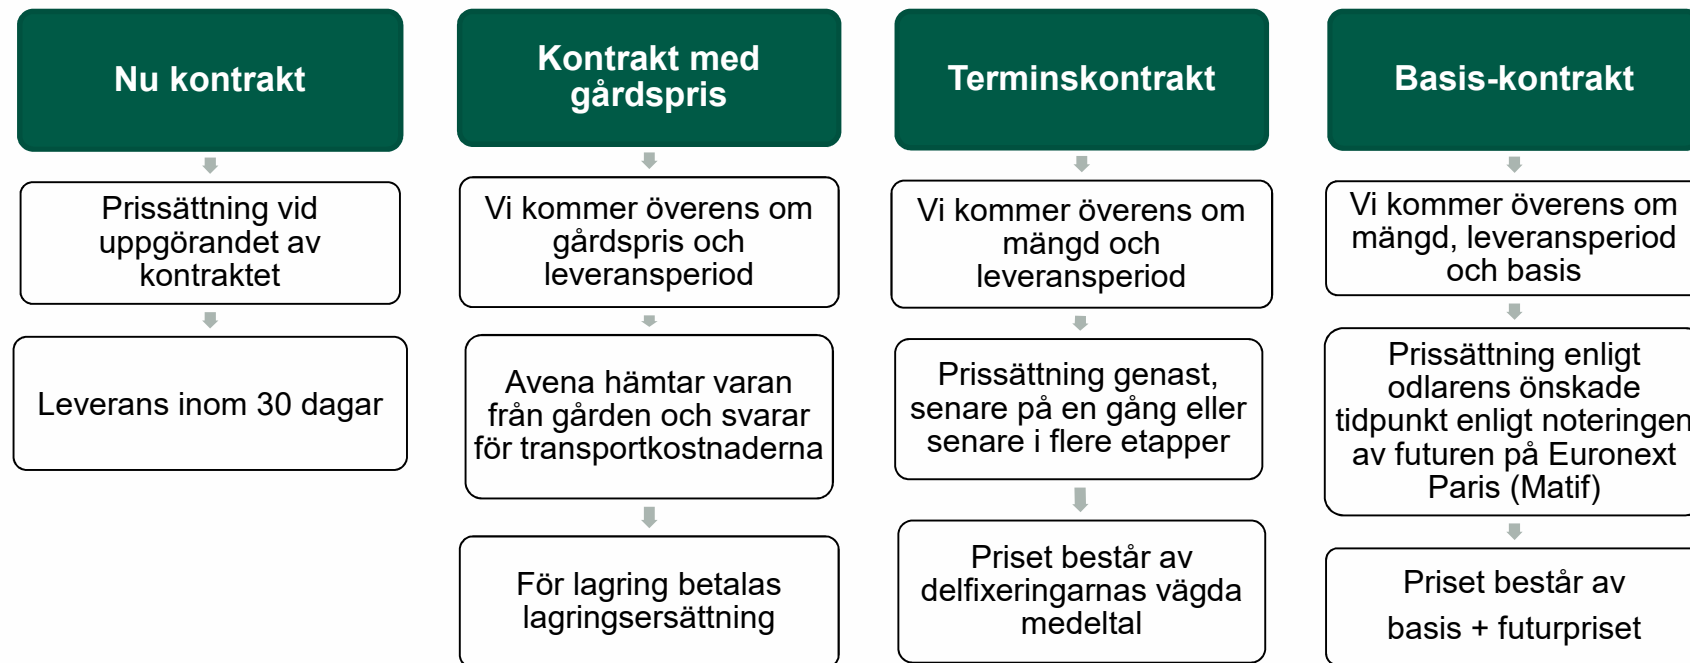 Nu kontrakt
Prissättning vid
uppgörandet av
kontraktet
Leverans inom 30 dagar
Kontrakt med
gårdspris
Vi kommer överens om
gårdspris och
leveransperiod
Avena hämtar varan
från gården och svarar
för transportkostnaderna
För lagring betalas
lagringsersättning
Terminskontrakt
Vi kommer överens om
mängd och
leveransperiod
Prissättning genast,
senare på en gång eller
senare i flere etapper
Priset består av
delfixeringarnas vägda
medeltal
Basis-kontrakt
Vi kommer överens om
mängd, leveransperiod
och basis
Prissättning enligt
odlarens önskade
tidpunkt enligt noteringen
av futuren på Euronext
Paris (Matif)
Priset består av
basis + futurpriset